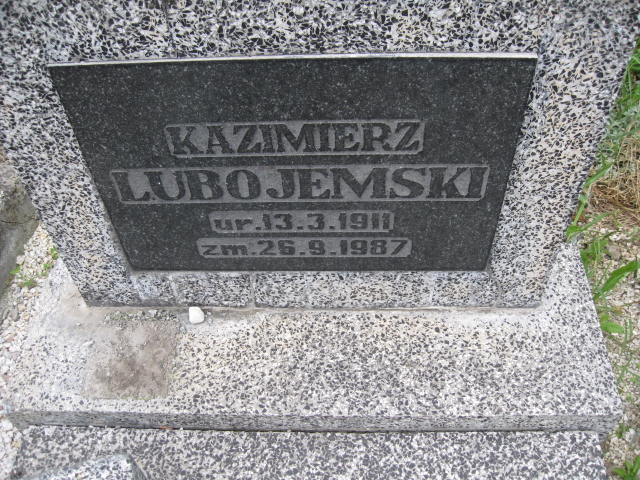 KAZIMIERZ
LUBOJEMSKI
ur.13.3.1911
zm.26.9.1987